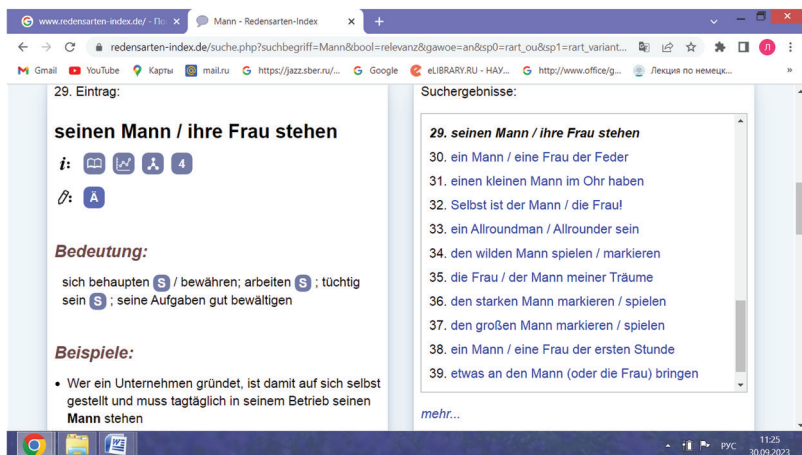 www.redensarten-index.de/ - По
Mann - Redensarten-Index
redensarten-index.de/suche.php?suchbegriff=Mann&bool=relevanz&gawoe=an&sp0=rart_ou&sp1=rart_variant...
Л
Gmail YouTube Карты mail.ru https://jazz.sber.ru/... Google eLIBRARY.RU - НАУ... http://www.office/g... Лекция по немецк... »
29. Eintrag:
seinen Mann / ihre Frau stehen
i:
4
Ä
Bedeutung:
sich behaupten S / bewähren; arbeiten S ; tüchtig
sein S ; seine Aufgaben gut bewältigen
Beispiele:
• Wer ein Unternehmen gründet, ist damit auf sich selbst
gestellt und muss tagtäglich in seinem Betrieb seinen
Mann stehen
Suchergebnisse:
29. seinen Mann / ihre Frau stehen
30. ein Mann / eine Frau der Feder
31. einen kleinen Mann im Ohr haben
32. Selbst ist der Mann / die Frau!
33. ein Allroundman / Allrounder sein
34. den wilden Mann spielen / markieren
35. die Frau / der Mann meiner Träume
36. den starken Mann markieren / spielen
37. den großen Mann markieren / spielen
38. ein Mann / eine Frau der ersten Stunde
39. etwas an den Mann (oder die Frau) bringen
mehr...
РУС
11:25
30.09.2023